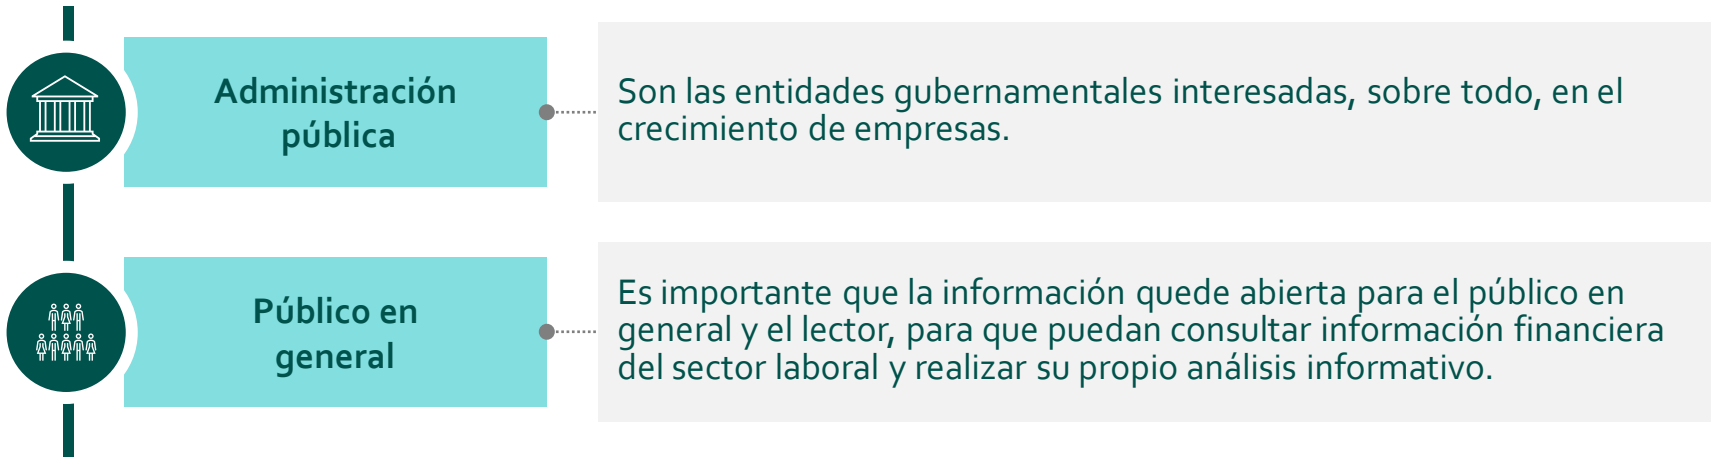 Administración
pública
Son las entidades gubernamentales interesadas, sobre todo, en el
crecimiento de empresas.
Público en
general
Es importante que la información quede abierta para el público en
general y el lector, para que puedan consultar información financiera
del sector laboral y realizar su propio análisis informativo.